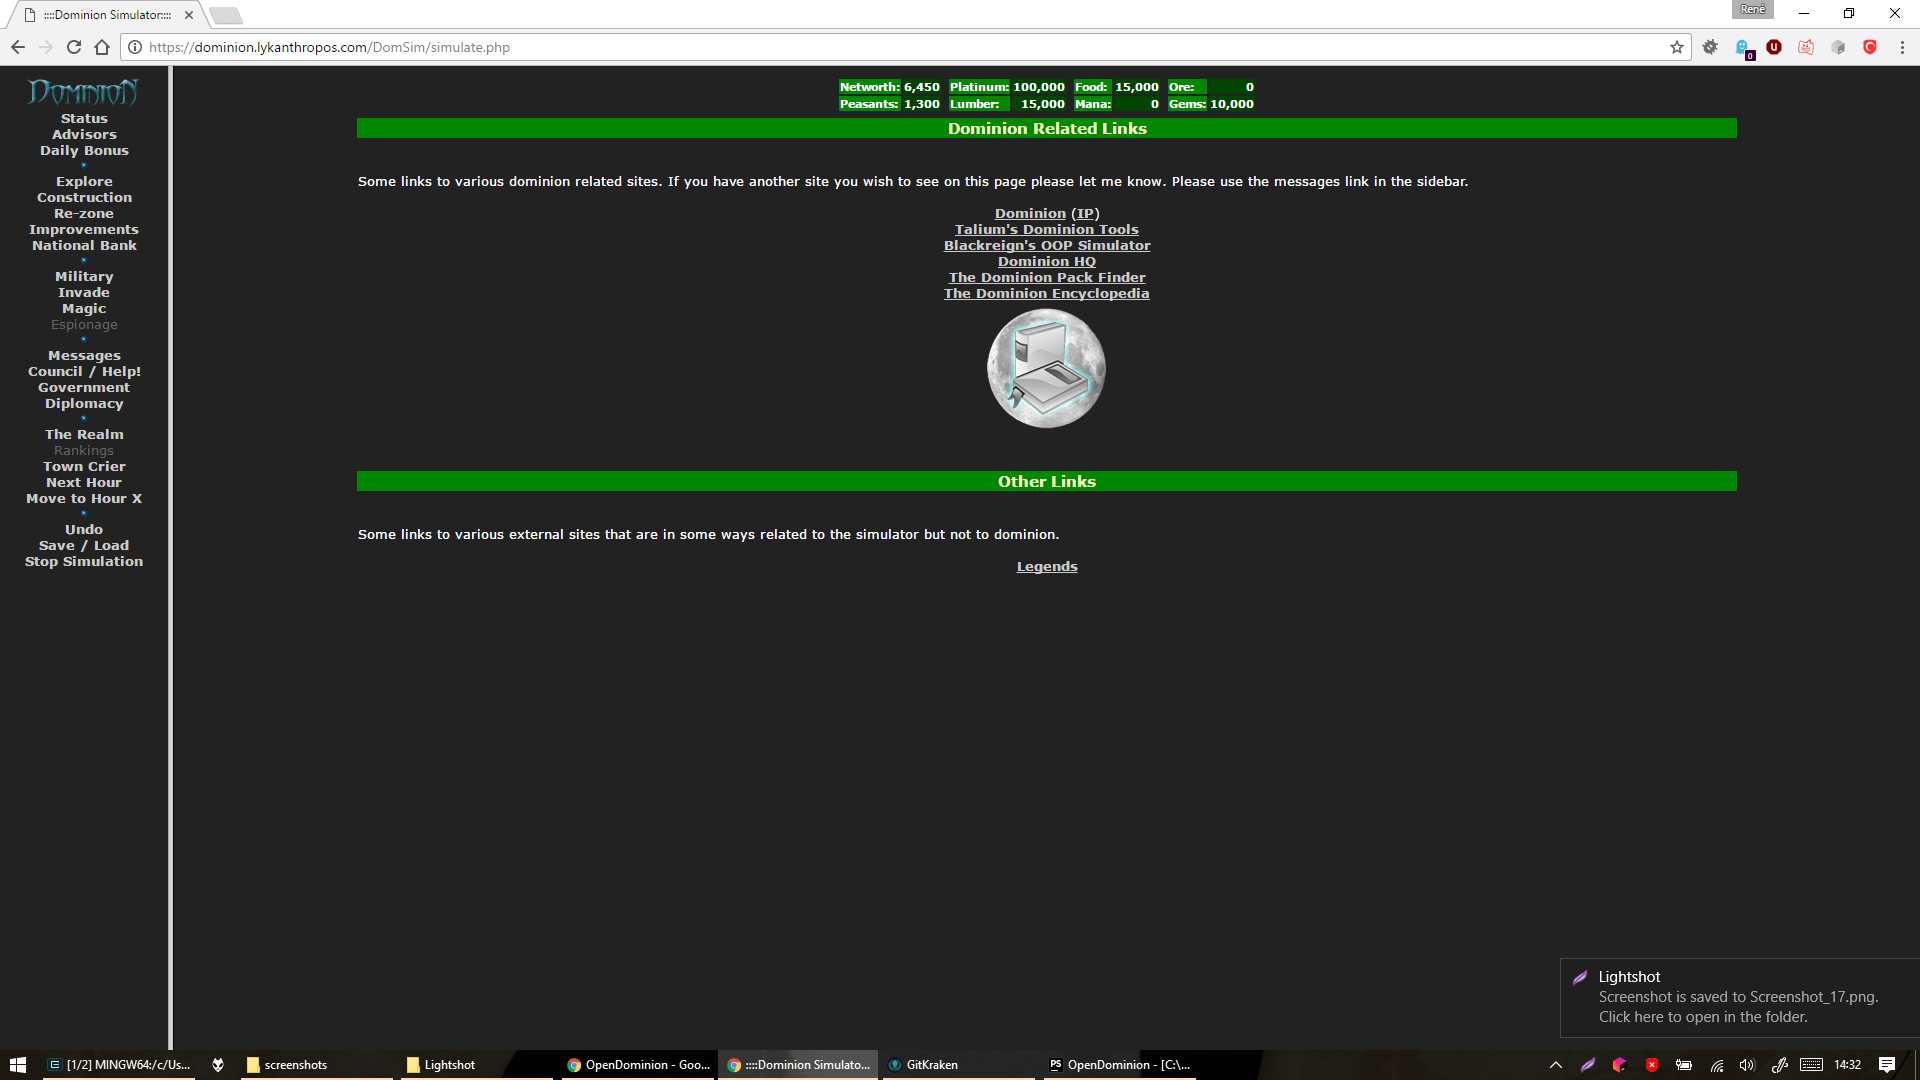 ::::Dominion Simulator::::
René
https://dominion.lykanthropos.com/DomSim/simulate.php
DOMINION
Status
Advisors
Daily Bonus
Explore
Construction
Re-zone
Improvements
National Bank
Military
Invade
Magic
Espionage
Messages
Council / Help!
Government
Diplomacy
The Realm
Rankings
Town Crier
Next Hour
Move to Hour X
Undo
Save / Load
Stop Simulation
Networth: 6,450 Platinum: 100,000 Food: 15,000 Ore: 0
Peasants: 1,300 Lumber: 15,000 Mana: 0 Gems: 10,000
Dominion Related Links
Some links to various dominion related sites. If you have another site you wish to see on this page please let me know. Please use the messages link in the sidebar.
Dominion (IP)
Talium's Dominion Tools
Blackreign's OOP Simulator
Dominion HQ
The Dominion Pack Finder
The Dominion Encyclopedia
Other Links
Some links to various external sites that are in some ways related to the simulator but not to dominion.
Legends
Lightshot
Screenshot is saved to Screenshot_17.png.
Click here to open in the folder.
[1/2] MINGW64:/c/Us... screenshots Lightshot OpenDominion - Goo... ::::Dominion Simulato... GitKraken PS OpenDominion - [C:\... 14:32